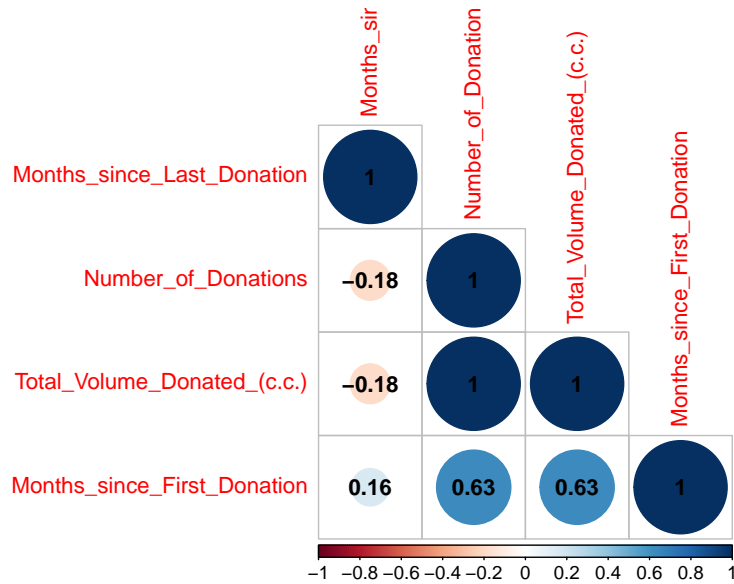 Months_sir
Number_of_Donation
Total_Volume_Donated_(c.c.)
Months_since_First_Donation
Months_since_Last_Donation
1
Number_of_Donations
−0.18
1
Total_Volume_Donated_(c.c.)
−0.18
1
1
Months_since_First_Donation
0.16
0.63
0.63
1
−1 −0.8 −0.6 −0.4 −0.2 0 0.2 0.4 0.6 0.8 1